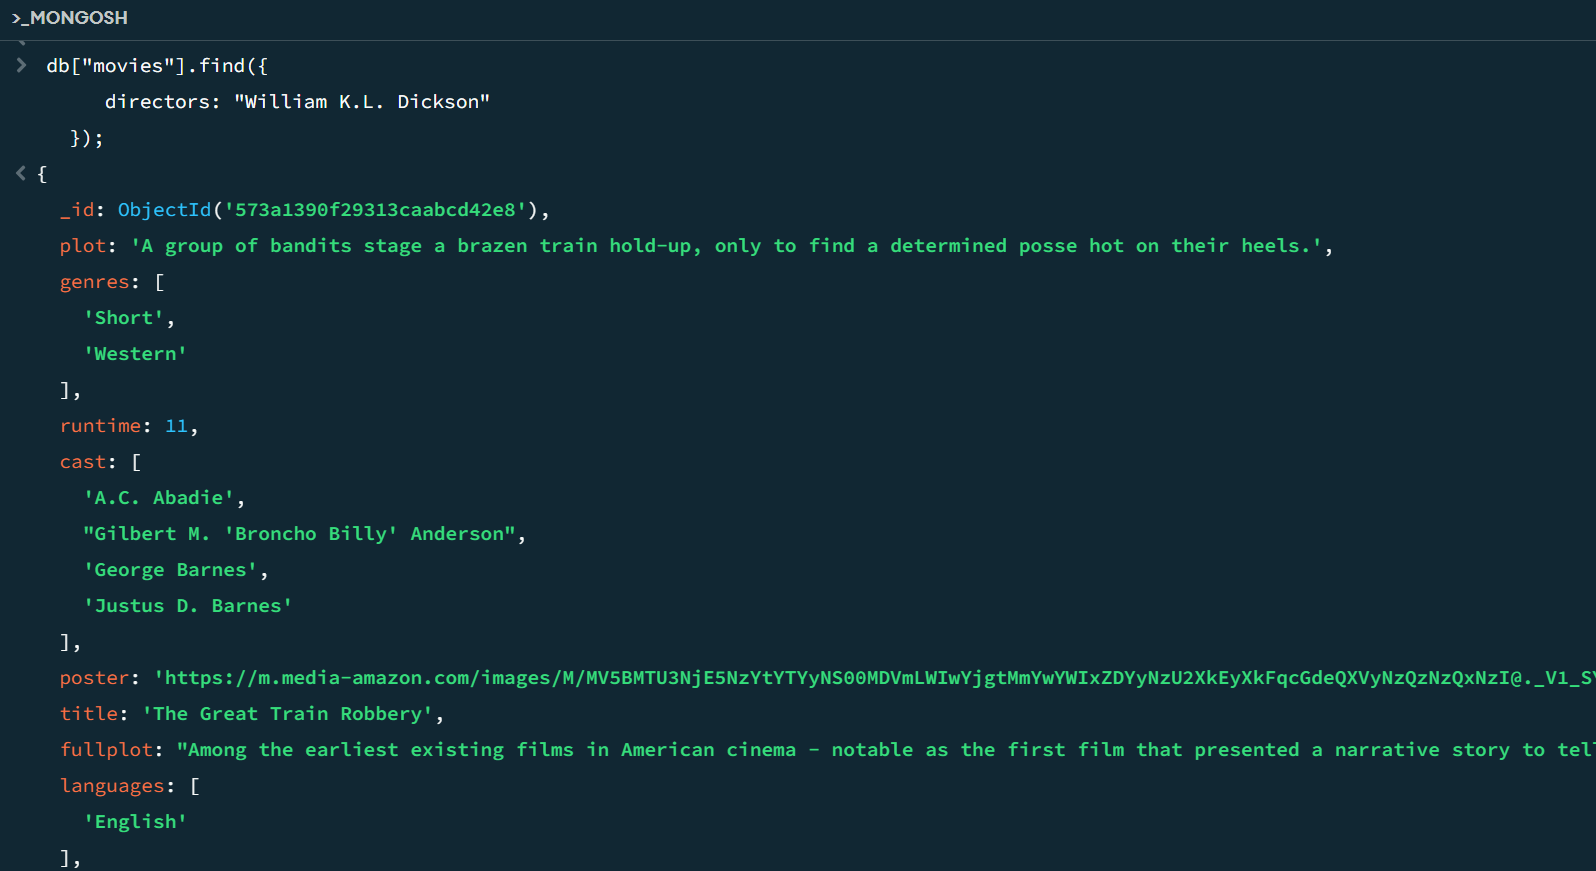 >_MONGOSH
> db["movies"].find({
directors: "William K.L. Dickson"
});
< {
_id: ObjectId('573a1390f29313caabcd42e8'),
plot: 'A group of bandits stage a brazen train hold-up, only to find a determined posse hot on their heels.',
genres: [
'Short',
'Western'
],
runtime: 11,
cast: [
'A.C. Abadie',
"Gilbert M. 'Broncho Billy' Anderson",
'George Barnes',
'Justus D. Barnes'
],
poster: 'https://m.media-amazon.com/images/M/MV5BMTU3NjE5NzYtYTYyNS00MDVmLWIwYjgtMmYwYWIxZDYyNzU2XkEyXkFqcGdeQXVyNzQzNzQxNzI@._V1_SY
title: 'The Great Train Robbery',
fullplot: "Among the earliest existing films in American cinema - notable as the first film that presented a narrative story to tell
languages: [
'English'
],